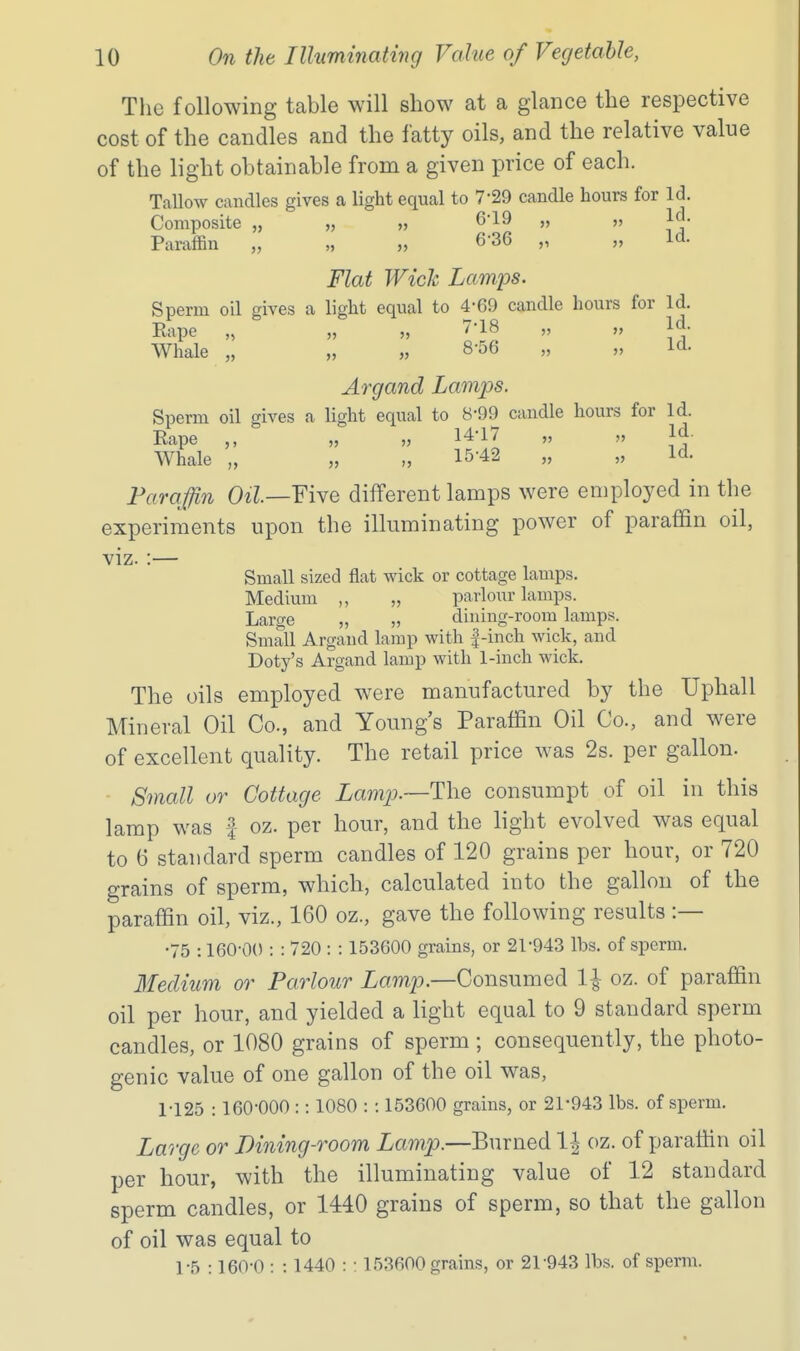 10 On the Illuminating Value of Vegetable,
The following table will show at a glance the respective
cost of the candles and the fatty oils, and the relative value
of the light obtainable from a given price of each.
Tallow candles gives a light equal to 7·29 candle hours for 1d.
Composite „ „ „ 6·19 „ „ 1d.
Paraffin „ „ „ 6·36 „ „ 1d.
Flat Wick Lamps.
Sperm oil gives a light equal to 4·69 candle hours for 1d.
Rape „ „ „ 7·18 „ „ 1d.
Whale „ „ „ 8·56 „ „ 1d.
Argand Lamps.
Sperm oil gives a light equal to 8·99 candle hours for 1d.
Rape ,, „ „ 14·17 „ „ 1d.
Whale „ „ „ 15·42 „ „ 1d.
Paraffin Oil.—Five different lamps were employed in the
experiments upon the illuminating power of paraffin oil,
viz. :—
Small sized flat wick or cottage lamps.
Medium ,, „ parlour lamps.
Large „ „ dining-room lamps.
Small Argand lamp with ¾-inch wick, and
Doty's Argand lamp with 1-inch wick.
The oils employed were manufactured by the Uphall
Mineral Oil Co., and Young's Paraffin Oil Co., and were
of excellent quality. The retail price was 2s. per gallon.
Small or Cottage Lamp.—The consumpt of oil in this
lamp was ¾ oz. per hour, and the light evolved was equal
to 6 standard sperm candles of 120 grains per hour, or 720
grains of sperm, which, calculated into the gallon of the
paraffin oil, viz., 160 oz., gave the following results :—
·75 : 160·00 : : 720 : : 153600 grains, or 21·943 lbs. of sperm.
Medium or Parlour Lamp.—Consumed 1⅛ oz. of paraffin
oil per hour, and yielded a light equal to 9 standard sperm
candles, or 1080 grains of sperm ; consequently, the photo-
genic value of one gallon of the oil was,
1·125 : 160·000 : : 1080 : : 153600 grains, or 21·943 lbs. of sperm.
Large or Dining-room Lamp.—Burned 1½ oz. of paraffin oil
per hour, with the illuminating value of 12 standard
sperm candles, or 1440 grains of sperm, so that the gallon
of oil was equal to
1·5 : 160·0 : : 1440 : : 153600 grains, or 21·943 lbs. of sperm.